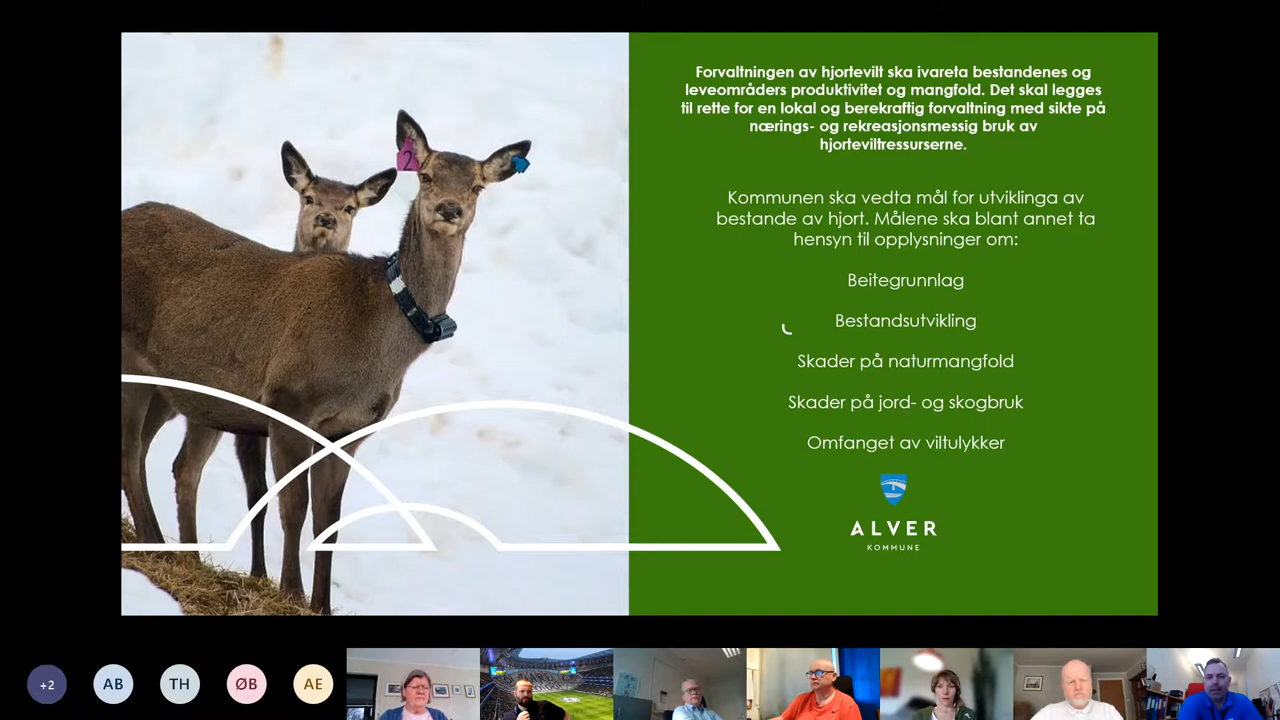 Forvaltningen av hjortevilt ska ivareta bestandenes og
leveområders produktivitet og mangfold. Det skal legges
til rette for en lokal og berekraftig forvaltning med sikte på
nærings- og rekreasjonsmessig bruk av
hjorteviltressurserne.
Kommunen ska vedta mål for utviklinga av
bestande av hjort. Målene ska blant annet ta
hensyn til opplysninger om:
Beitegrunnlag
Bestandsutvikling
Skader på naturmangfold
Skader på jord- og skogbruk
Omfanget av viltulykker
ALVER
KOMMUNE
2
+2
AB
TH
ØB
AE